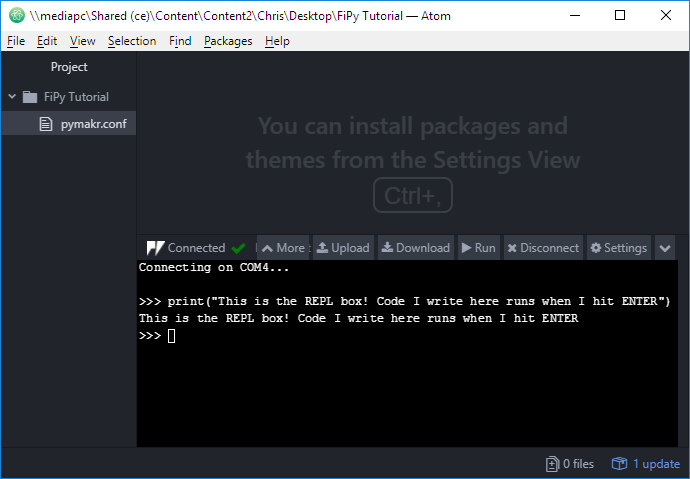 \\mediapc\Shared (ce)\Content\Content2\Chris\Desktop\FiPy Tutorial — Atom
File Edit View Selection Find Packages Help
Project
FiPy Tutorial
pymakr.conf
You can install packages and
themes from the Settings View
Ctrl+,
Connected More Upload Download Run Disconnect Settings
Connecting on COM4...
>>> print("This is the REPL box! Code I write here runs when I hit ENTER")
This is the REPL box! Code I write here runs when I hit ENTER
>>>
0 files 1 update